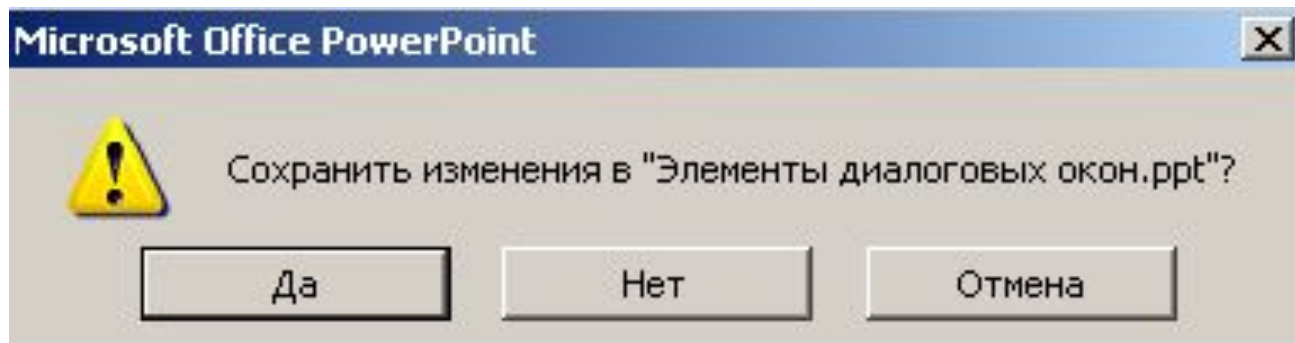 Microsoft Office PowerPoint
Сохранить изменения в "Элементы диалоговых окон.ppt"?
Да Нет Отмена